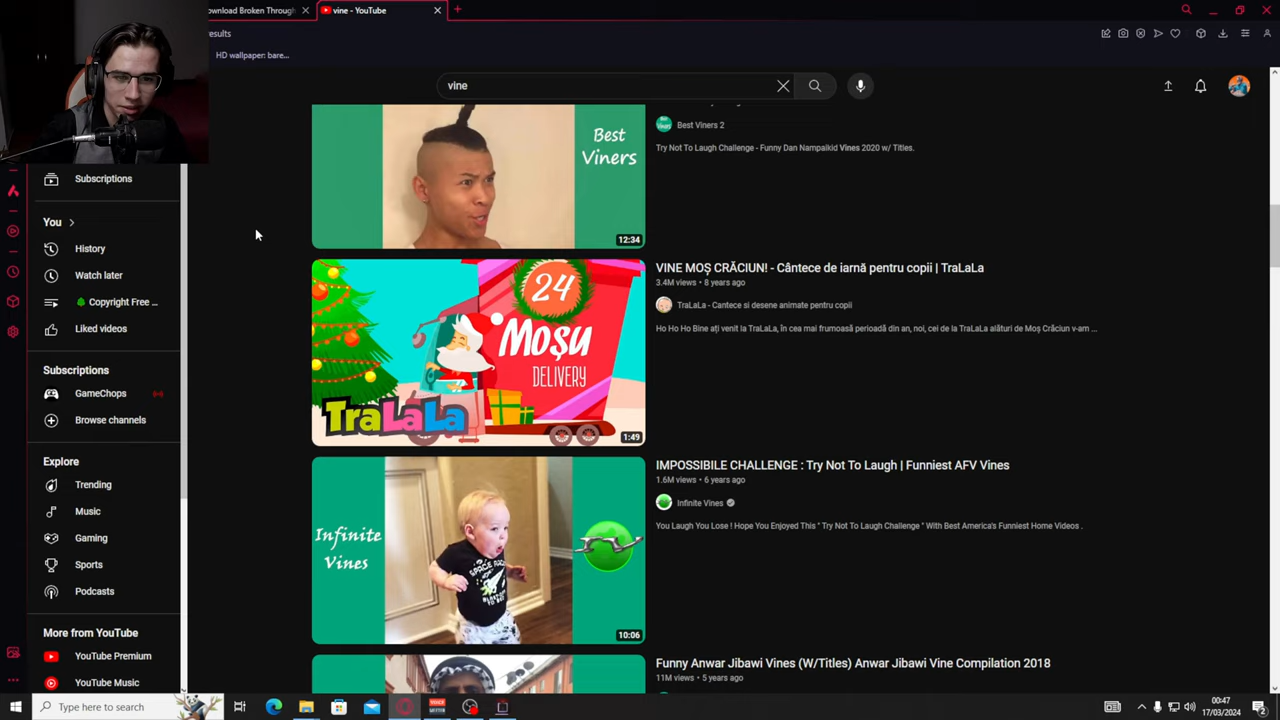 ownload Broken Through
vine - YouTube
esults
HD wallpaper: bare...
vine
Best
Viners
12:34
Best Viners 2
Try Not To Laugh Challenge - Funny Dan Nampaikid Vines 2020 w/ Titles.
Subscriptions
You
History
Watch later
Copyright Free ...
Liked videos
Subscriptions
GameChops
Browse channels
Explore
Trending
Music
Gaming
Sports
Podcasts
More from YouTube
YouTube Premium
YouTube Music
24
Moșu
DELIVERY
TraLaLa
1:49
VINE MOȘ CRĂCIUN! - Cântece de iarnă pentru copii | TraLaLa
3.4M views • 8 years ago
TraLaLa - Cantece si desene animate pentru copii
Ho Ho Ho Bine ați venit la TraLaLa, în cea mai frumoasă perioadă din an, noi, cei de la TraLaLa alături de Moș Crăciun v-am ...
Infinite
Vines
10:06
IMPOSSIBILE CHALLENGE : Try Not To Laugh | Funniest AFV Vines
1.6M views • 6 years ago
Infinite Vines
You Laugh You Lose ! Hope You Enjoyed This " Try Not To Laugh Challenge " With Best America's Funniest Home Videos .
Funny Anwar Jibawi Vines (W/Titles) Anwar Jibawi Vine Compilation 2018
11M views • 5 years ago
Type here to search
00:47
17/03/2024
2